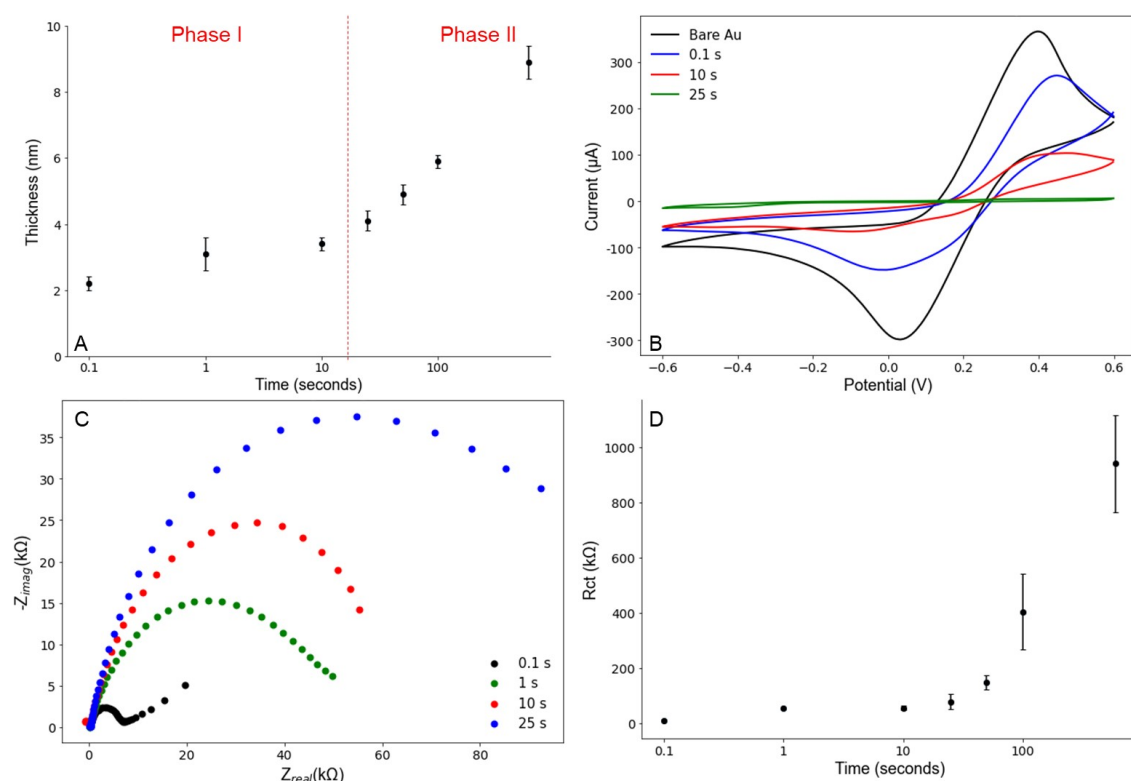 Phase I
Phase II
10
8
6
4
2
0
Thickness (nm)
A
0.1
1
10
100
Time (seconds)
Bare Au
0.1 s
10 s
25 s
300
200
100
0
-100
-200
-300
Current (µA)
B
−0.6
−0.4
−0.2
0.0
0.2
0.4
0.6
Potential (V)
C
35
30
25
20
15
10
5
0
-Zimag(kΩ)
0.1 s
1 s
10 s
25 s
0
20
40
60
80
Zreal(kΩ)
D
1000
800
600
400
200
0
Rct (kΩ)
0.1
1
10
100
Time (seconds)